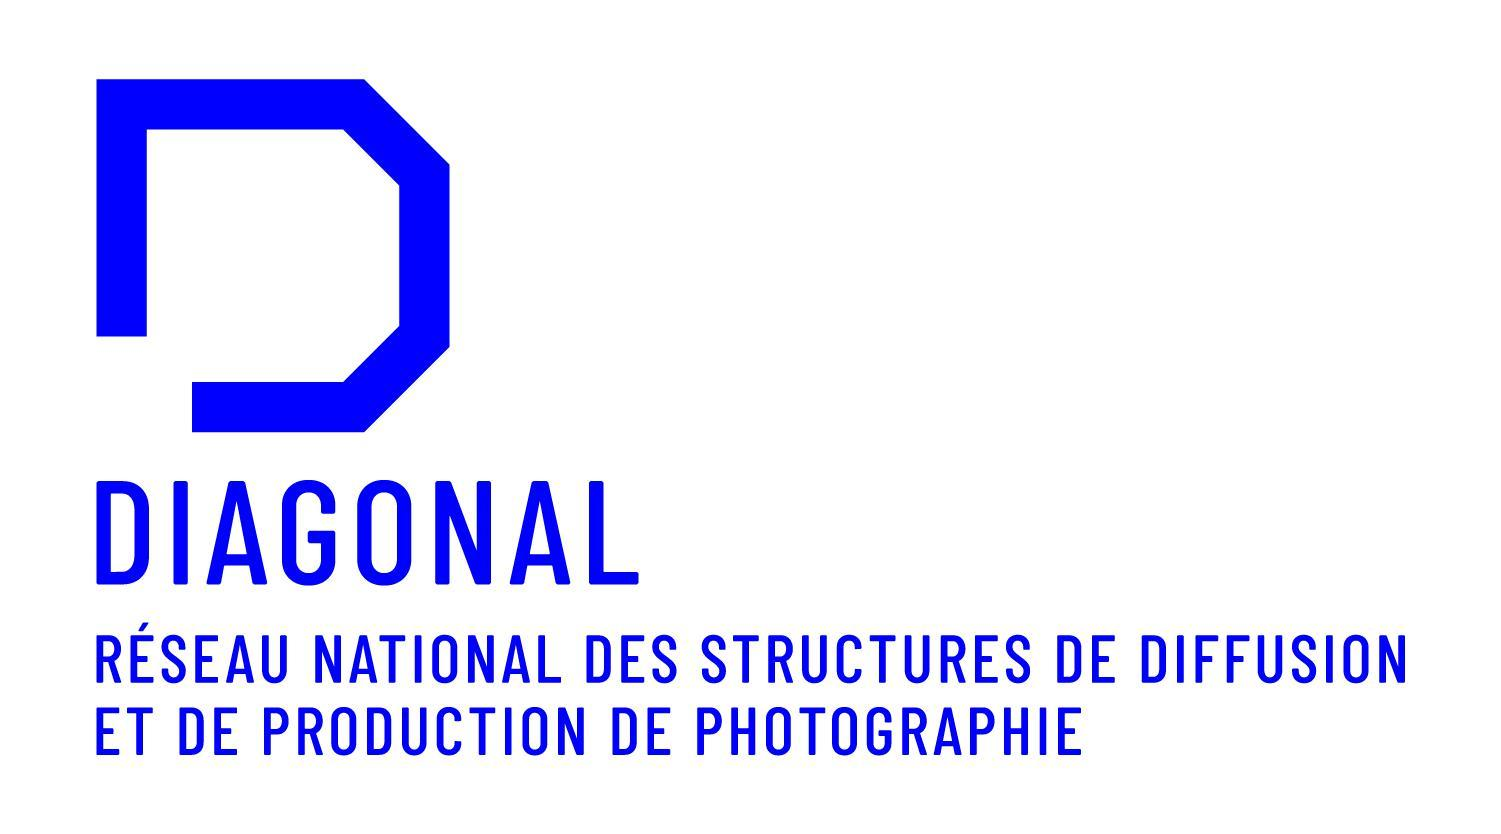 DIAGONAL
RÉSEAU NATIONAL DES STRUCTURES DE DIFFUSION
ET DE PRODUCTION DE PHOTOGRAPHIE